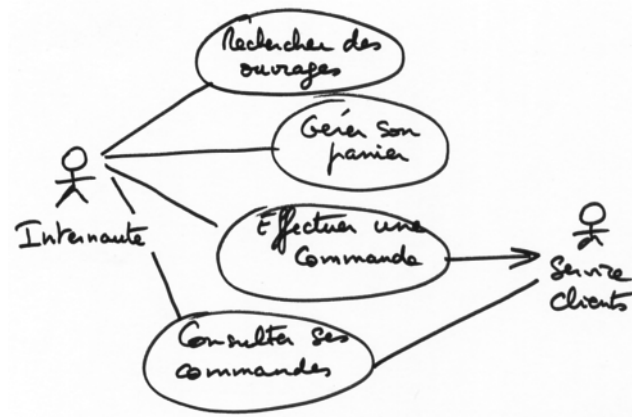 Rechercher des
ouvrages
Gérer son
panier
Internaute
Effectuer une
Commande
Service
Clients
Consulter ses
commandes